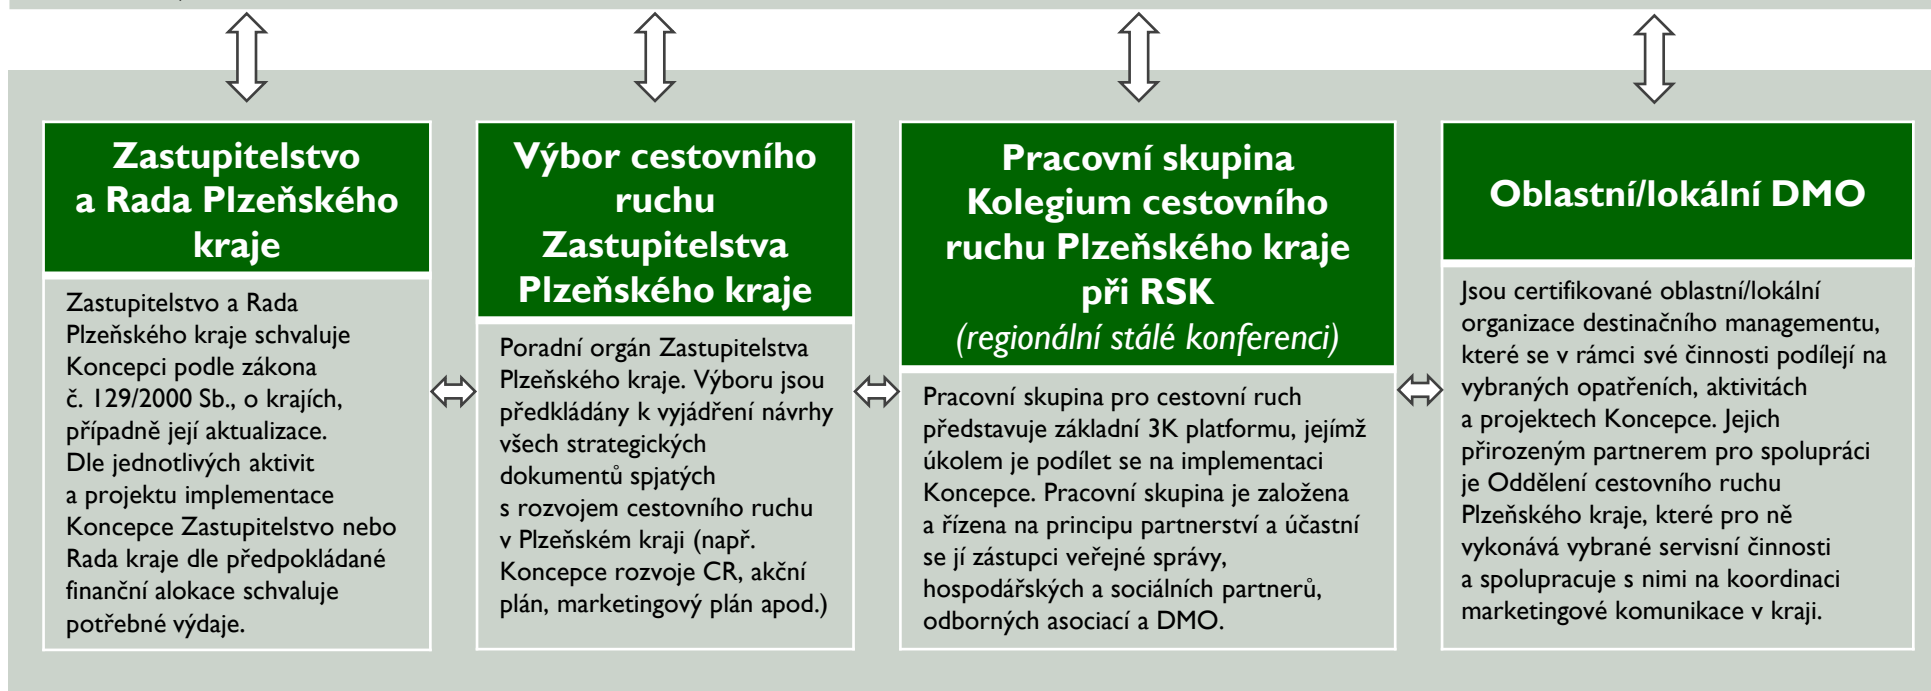 Zastupitelstvo
a Rada Plzeňského
kraje
Zastupitelstvo a Rada
Plzeňského kraje schvaluje
Koncepci podle zákona
č. 129/2000 Sb., o krajích,
případně její aktualizace.
Dle jednotlivých aktivit
a projektu implementace
Koncepce Zastupitelstvo nebo
Rada kraje dle předpokládané
finanční alokace schvaluje
potřebné výdaje.
Výbor cestovního
ruchu
Zastupitelstva
Plzeňského kraje
Poradní orgán Zastupitelstva
Plzeňského kraje. Výboru jsou
předkládány k vyjádření návrhy
všech strategických
dokumentů spjatých
s rozvojem cestovního ruchu
v Plzeňském kraji (např.
Koncepce rozvoje CR, akční
plán, marketingový plán apod.)
Pracovní skupina
Kolegium cestovního
ruchu Plzeňského kraje
při RSK
(regionální stálé konferenci)
Pracovní skupina pro cestovní ruch
představuje základní 3K platformu, jejímž
úkolem je podílet se na implementaci
Koncepce. Pracovní skupina je založena
a řízena na principu partnerství a účastní
se jí zástupci veřejné správy,
hospodářských a sociálních partnerů,
odborných asociací a DMO.
Oblastní/lokální DMO
Jsou certifikované oblastní/lokální
organizace destinačního managementu,
které se v rámci své činnosti podílejí na
vybraných opatřeních, aktivitách
a projektech Koncepce. Jejich
přirozeným partnerem pro spolupráci
je Oddělení cestovního ruchu
Plzeňského kraje, které pro ně
vykonává vybrané servisní činnosti
a spolupracuje s nimi na koordinaci
marketingové komunikace v kraji.